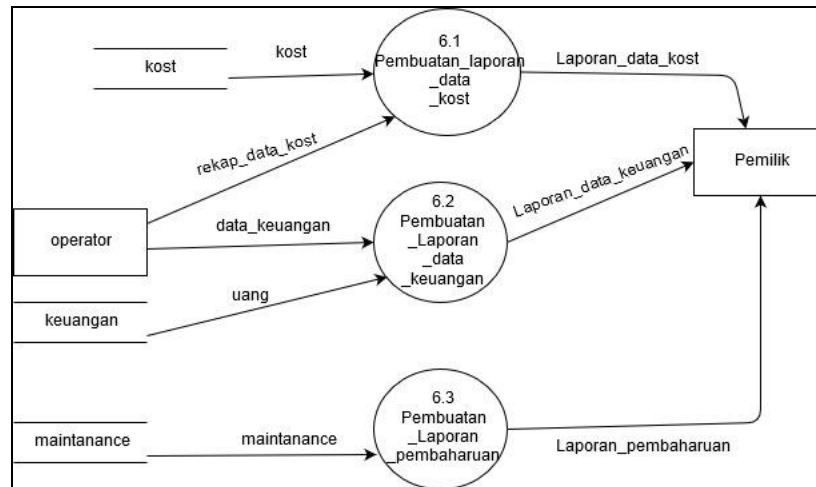 kost
kost
6.1
Pembuatan_laporan
_data
_kost
Laporan_data_kost
rekap_data_kost
Laporan_data_keuangan
Pemilik
operator
data_keuangan
6.2
Pembuatan
_Laporan
_data
_keuangan
uang
keuangan
6.3
Pembuatan
_Laporan
_pembaharuan
maintanance
maintanance
Laporan_pembaharuan